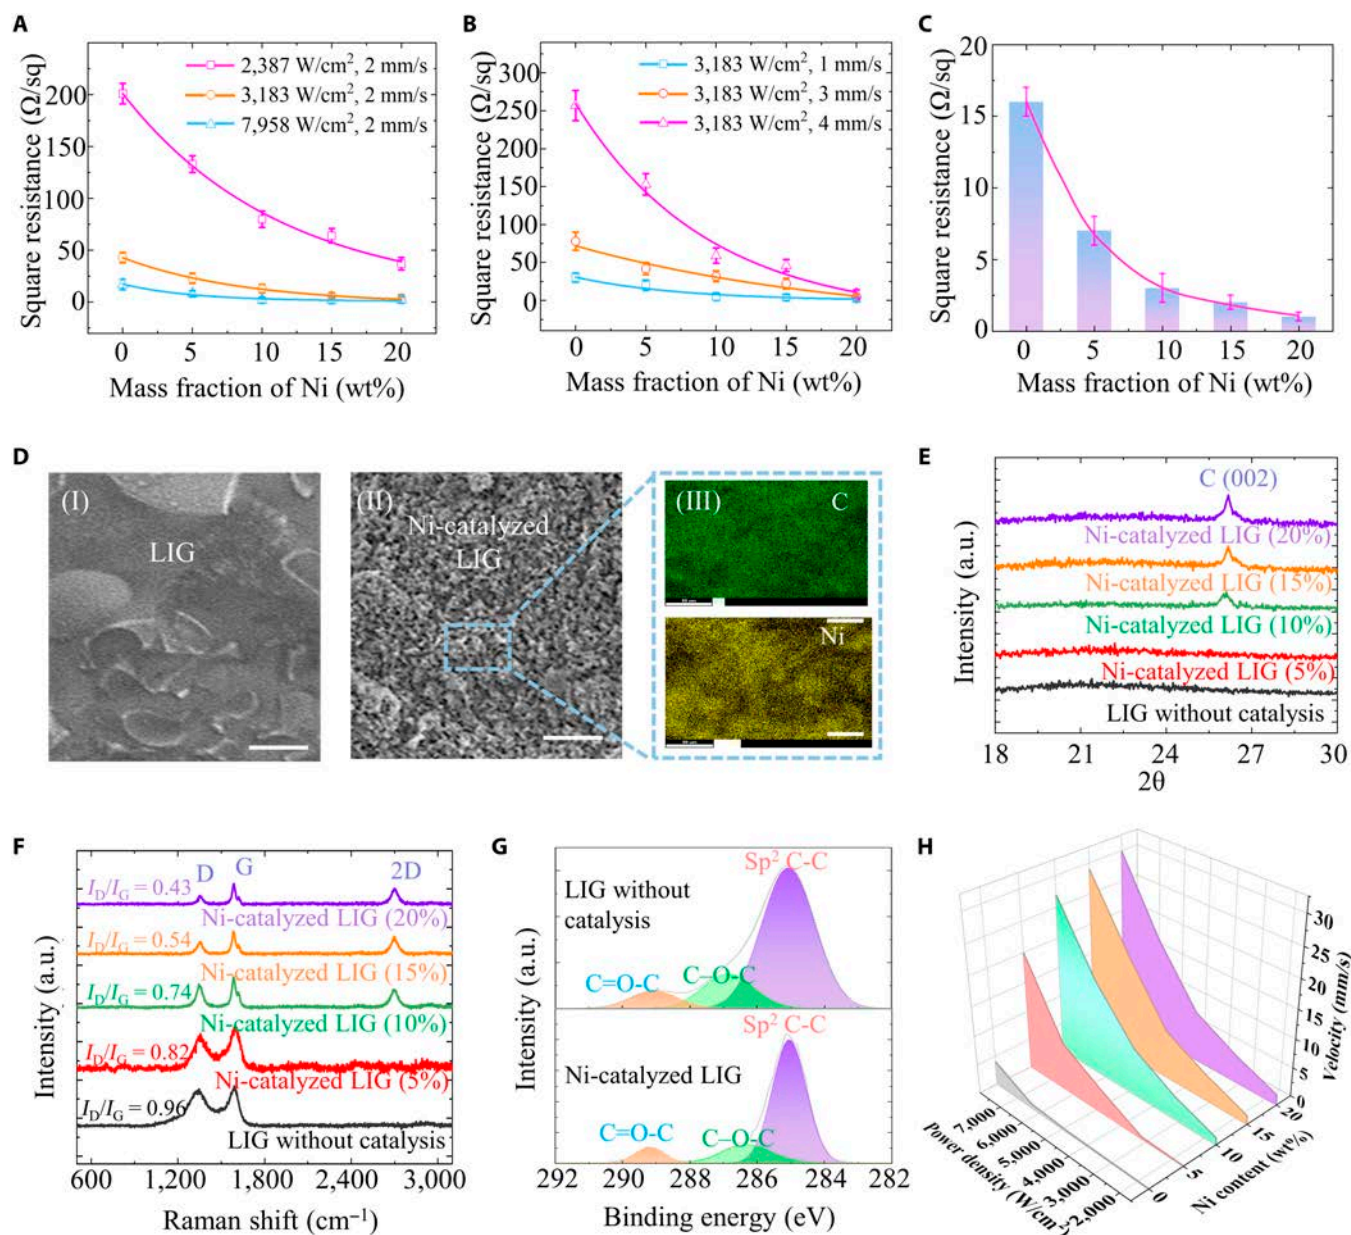 A
Square resistance (Ω/sq)
200
150
100
50
0
2,387 W/cm², 2 mm/s
3,183 W/cm², 2 mm/s
7,958 W/cm², 2 mm/s
0 5 10 15 20
Mass fraction of Ni (wt%)
B
Square resistance (Ω/sq)
300
250
200
150
100
50
0
3,183 W/cm², 1 mm/s
3,183 W/cm², 3 mm/s
3,183 W/cm², 4 mm/s
0 5 10 15 20
Mass fraction of Ni (wt%)
C
Square resistance (Ω/sq)
20
15
10
5
0
0 5 10 15 20
Mass fraction of Ni (wt%)
D
(I)
LIG
(II)
Ni-catalyzed
LIG
(III)
C
Ni
E
Intensity (a.u.)
C (002)
Ni-catalyzed LIG (20%)
Ni-catalyzed LIG (15%)
Ni-catalyzed LIG (10%)
Ni-catalyzed LIG (5%)
LIG without catalysis
18 21 24 27 30
2θ
F
Intensity (a.u.)
D G 2D
I_D/I_G = 0.43
Ni-catalyzed LIG (20%)
I_D/I_G = 0.54
Ni-catalyzed LIG (15%)
I_D/I_G = 0.74
Ni-catalyzed LIG (10%)
I_D/I_G = 0.82
Ni-catalyzed LIG (5%)
I_D/I_G = 0.96
LIG without catalysis
600 1,200 1,800 2,400 3,000
Raman shift (cm⁻¹)
G
Intensity (a.u.)
Sp² C-C
LIG without
catalysis
C=O-C
C–O-C
Sp² C-C
Ni-catalyzed LIG
C=O-C
C–O-C
292 290 288 286 284 282
Binding energy (eV)
H
30
25
20
15
10
5
0
Velocity (mm/s)
7,000
6,000
5,000
4,000
3,000
2,000
Power density (W/cm²)
0
5
10
15
20
Ni content (wt%)